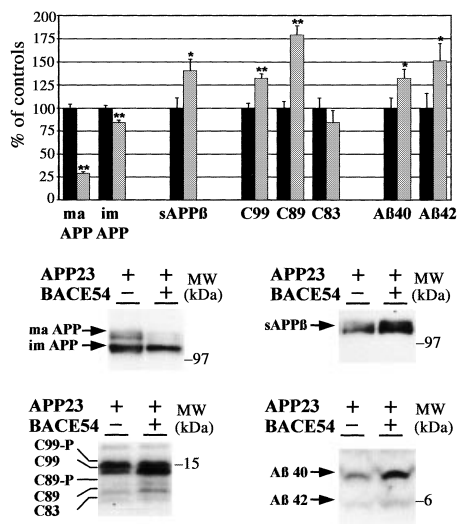 200
175
150
125
100
75
50
25
0
% of controls
** ** * ** ** * *
ma APP im APP sAPPß C99 C89 C83 Aß40 Aß42
APP23 + + MW
BACE54 – + (kDa)
ma APP
im APP
–97
APP23 + + MW
BACE54 – + (kDa)
sAPPß
–97
APP23 + + MW
BACE54 – + (kDa)
C99-P
C99
–15
C89-P
C89
C83
APP23 + + MW
BACE54 – + (kDa)
Aß 40
Aß 42
–6